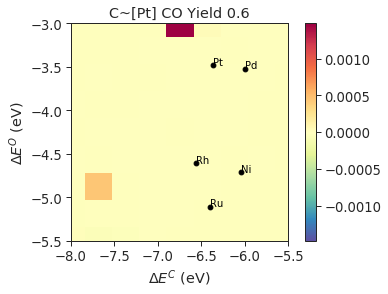 C~[Pt] CO Yield 0.6
ΔE^O (eV)
−3.0
−3.5
−4.0
−4.5
−5.0
−5.5
Pt
Pd
Rh
Ni
Ru
−8.0 −7.5 −7.0 −6.5 −6.0 −5.5
ΔE^C (eV)
0.0010
0.0005
0.0000
−0.0005
−0.0010